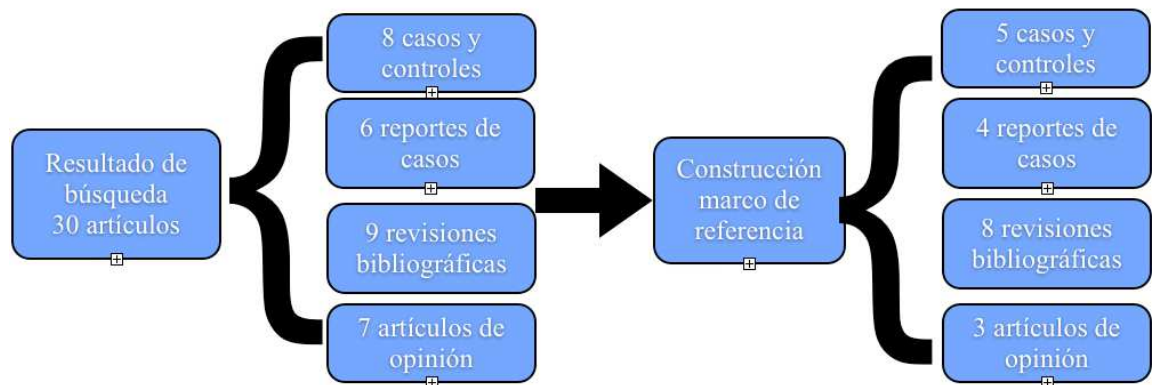 Resultado de
búsqueda
30 artículos
8 casos y
controles
6 reportes de
casos
9 revisiones
bibliográficas
7 artículos de
opinión
Construcción
marco de
referencia
5 casos y
controles
4 reportes de
casos
8 revisiones
bibliográficas
3 artículos de
opinión